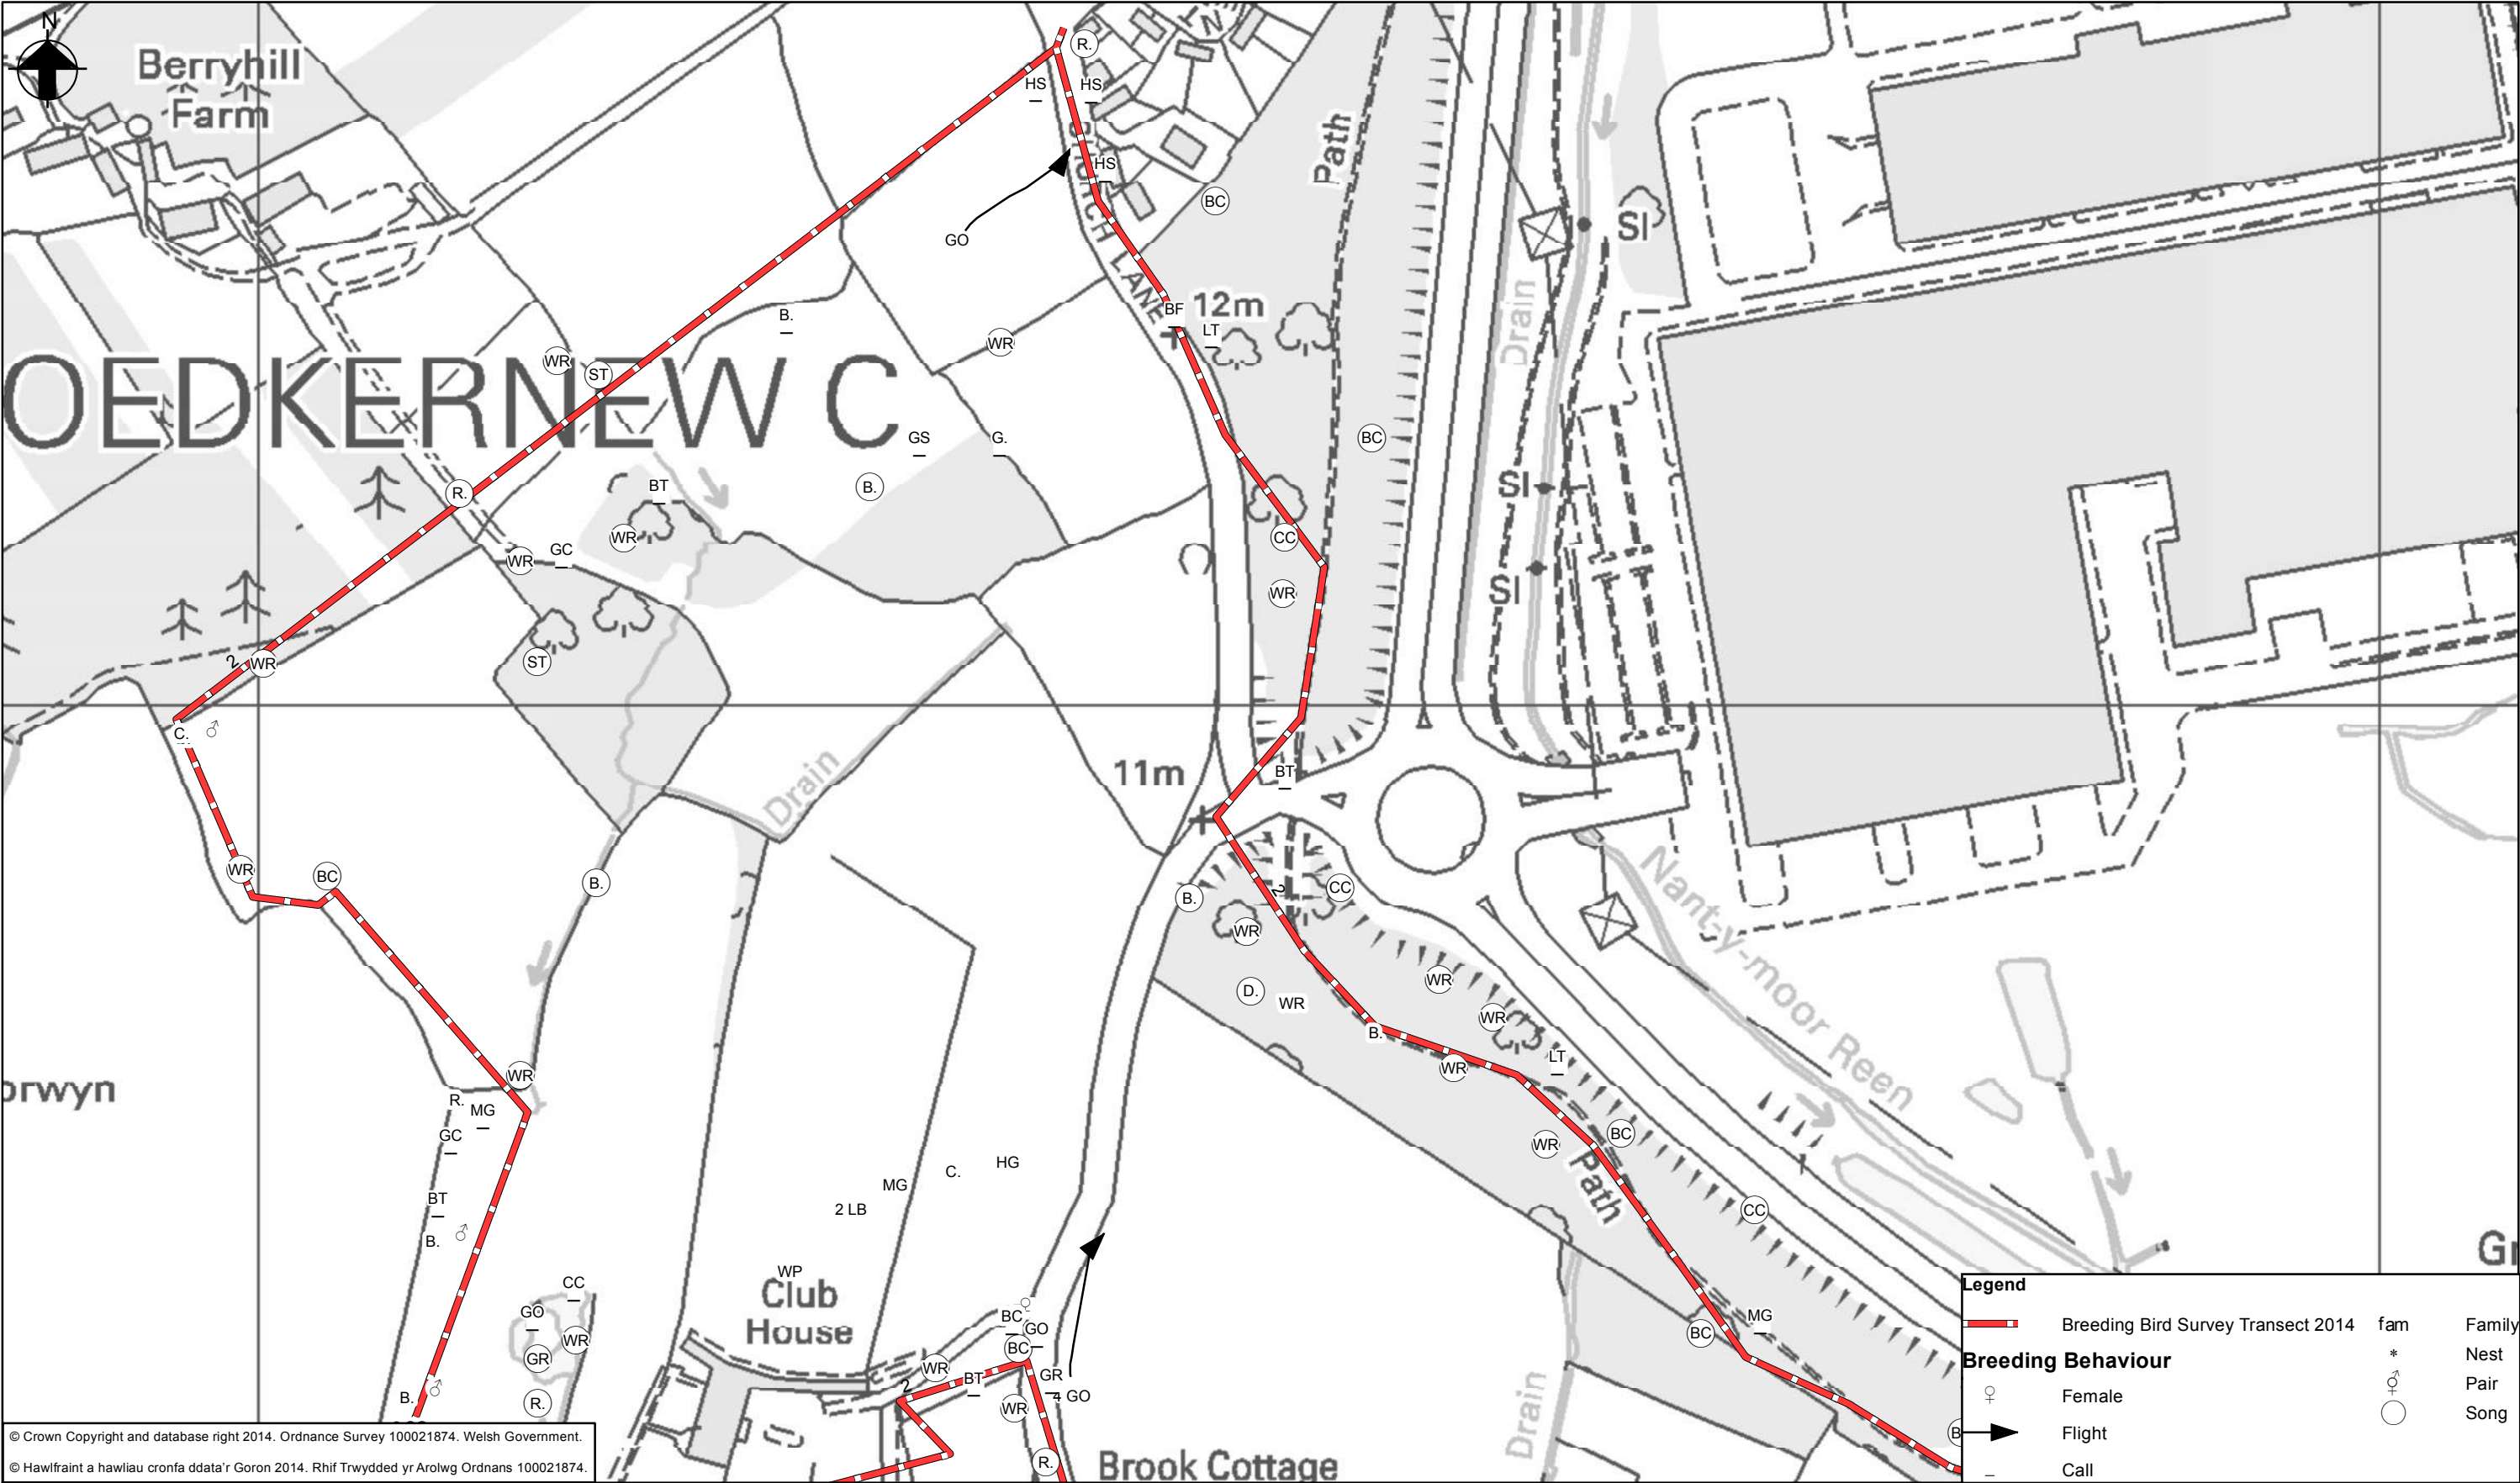 N
Berryhill
Farm
R.
HS
HS
HS
Path
BC
SI
GO
LANE
BF
12m
LT
B.
WR
WR
ST
Drain
OEDKERNEW C
GS
G.
BC
R.
BT
B.
SI
WR
CC
WR
GC
WR
SI
ST
2
WR
C.
Drain
11m
BT
WR
BC
B.
B.
2
CC
WR
Nant-y-moor Reen
WR
D.
WR
WR
B.
LT
WR
orwyn
WR
R.
MG
GC
BC
WR
Path
C.
HG
MG
BT
2 LB
CC
B.
WP
Club
House
CC
GO
WR
BC
GO
BC
MG
BC
GR
WR
GR
BT
4 GO
2
B.
R.
WR
R.
Drain
Brook Cottage
Gr
Legend
Breeding Bird Survey Transect 2014
fam
Family
Breeding Behaviour
* Nest
♀ Female
Pair
Flight
Song
_ Call
© Crown Copyright and database right 2014. Ordnance Survey 100021874. Welsh Government.
© Hawlfraint a hawliau cronfa ddata'r Goron 2014. Rhif Trwydded yr Arolwg Ordnans 100021874.